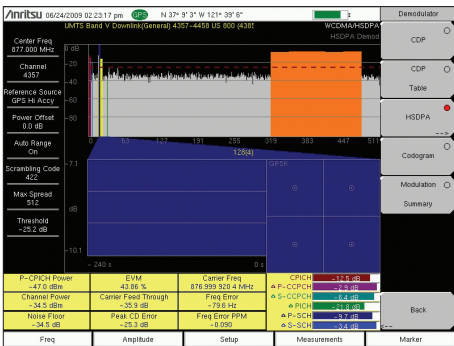 Anritsu 06/24/2009 02:23:17 pm GPS N 37° 9' 3" W 121° 39' 6"
Demodulator
UMTS Band V Downlink(General) 4357-4458 US 800 (438!
WCDMA/HSDPA
HSDPA Demod
Center Freq
877.000 MHz
Channel
4357
Reference Source
GPS Hi Accy
Power Offset
0.0 dB
Auto Range
On
Scrambling Code
422
Max Spread
512
Threshold
-25.2 dB
0 dB
-20
-40
-60
-80
0 63 127 191 255 319 383 447 511
128(4)
-7.1
dB
-10.1
- 240 s
0 s
QPSK
CDP
CDP
Table
HSDPA
-->
Codogram
Modulation
Summary
Back
<--
P-CPICH Power
-47.0 dBm
EVM
43.86 %
Carrier Freq
876.999 920 4 MHz
Channel Power
-34.5 dBm
Carrier Feed Through
-35.9 dB
Freq Error
-79.6 Hz
Noise Floor
-34.5 dB
Peak CD Error
-25.3 dB
Freq Error PPM
-0.090
CPICH -12.5 dB
P-CCPCH -2.9 dB
S-CCPCH -6.4 dB
PICH -21.8 dB
P-SCH -9.7 dB
S-SCH -3.4 dB
Freq
Amplitude
Setup
Measurements
Marker